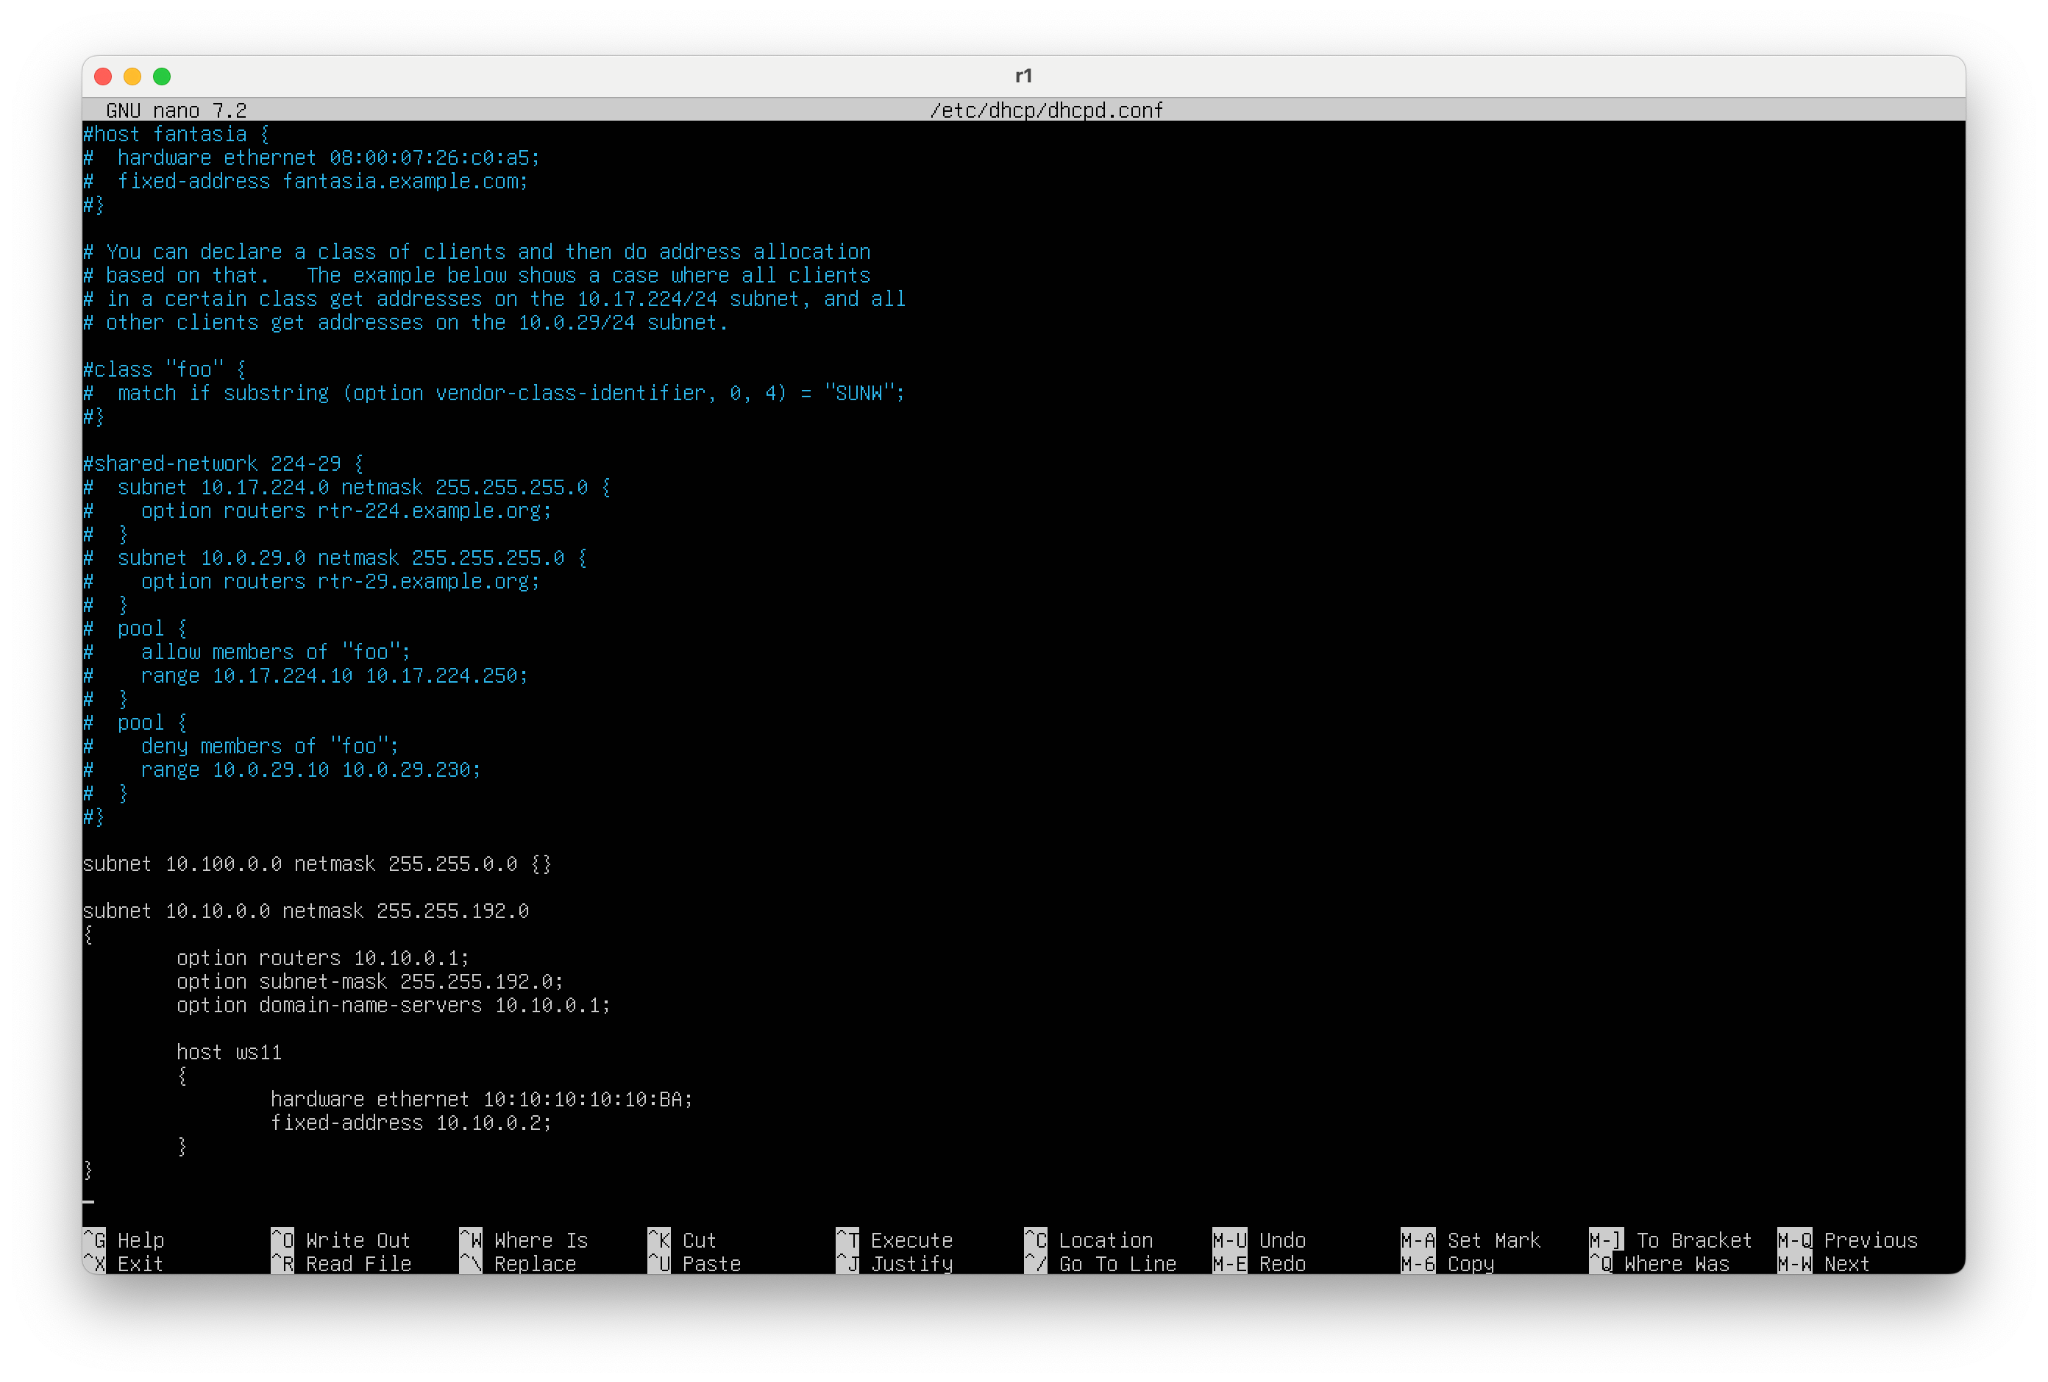 r1
GNU nano 7.2 /etc/dhcp/dhcpd.conf
#host fantasia {
#  hardware ethernet 08:00:07:26:c0:a5;
#  fixed-address fantasia.example.com;
#}

# You can declare a class of clients and then do address allocation
# based on that.   The example below shows a case where all clients
# in a certain class get addresses on the 10.17.224/24 subnet, and all
# other clients get addresses on the 10.0.29/24 subnet.

#class "foo" {
#  match if substring (option vendor-class-identifier, 0, 4) = "SUNW";
#}

#shared-network 224-29 {
#  subnet 10.17.224.0 netmask 255.255.255.0 {
#    option routers rtr-224.example.org;
#  }
#  subnet 10.0.29.0 netmask 255.255.255.0 {
#    option routers rtr-29.example.org;
#  }
#  pool {
#    allow members of "foo";
#    range 10.17.224.10 10.17.224.250;
#  }
#  pool {
#    deny members of "foo";
#    range 10.0.29.10 10.0.29.230;
#  }
#}

subnet 10.100.0.0 netmask 255.255.0.0 {}

subnet 10.10.0.0 netmask 255.255.192.0
{
        option routers 10.10.0.1;
        option subnet-mask 255.255.192.0;
        option domain-name-servers 10.10.0.1;

        host ws11
        {
                hardware ethernet 10:10:10:10:10:BA;
                fixed-address 10.10.0.2;
        }
}

^G Help ^O Write Out ^W Where Is ^K Cut ^T Execute ^C Location M-U Undo M-A Set Mark M-] To Bracket M-Q Previous
^X Exit ^R Read File ^\ Replace ^U Paste ^J Justify ^/ Go To Line M-E Redo M-6 Copy ^Q Where Was M-W Next